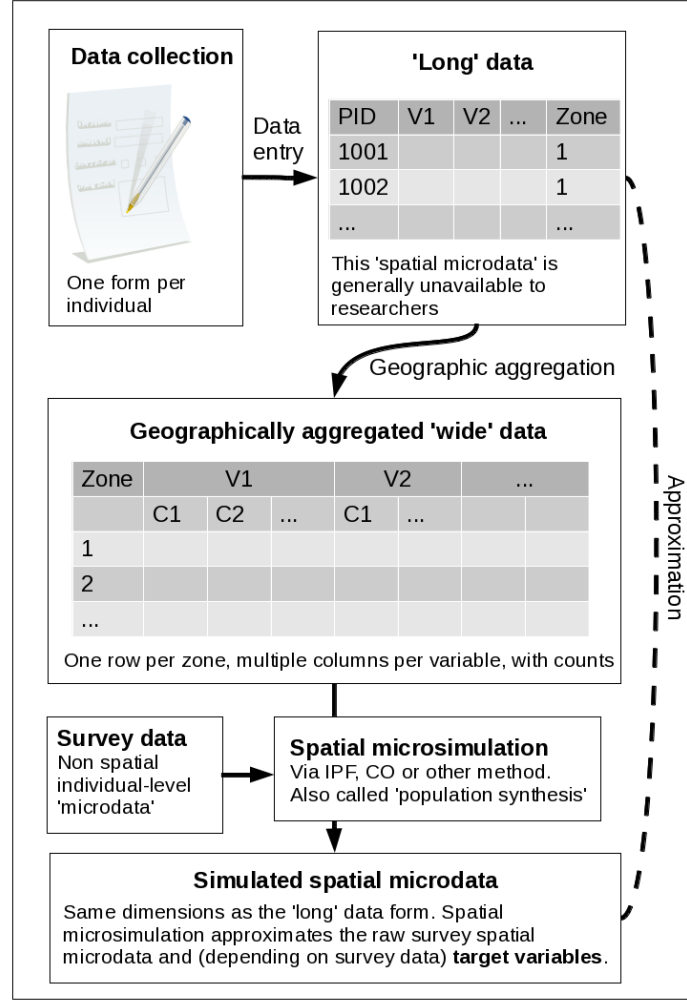 Data collection
One form per
individual
Data
entry
'Long' data
PID V1 V2 ... Zone
1001 1
1002 1
... ...
This 'spatial microdata' is
generally unavailable to
researchers
Geographic aggregation
Geographically aggregated 'wide' data
Zone V1 V2 ...
C1 C2 ... C1 ...
1
2
...
One row per zone, multiple columns per variable, with counts
Approximation
Survey data
Non spatial
individual-level
'microdata'
Spatial microsimulation
Via IPF, CO or other method.
Also called 'population synthesis'
Simulated spatial microdata
Same dimensions as the 'long' data form. Spatial
microsimulation approximates the raw survey spatial
microdata and (depending on survey data) target variables.